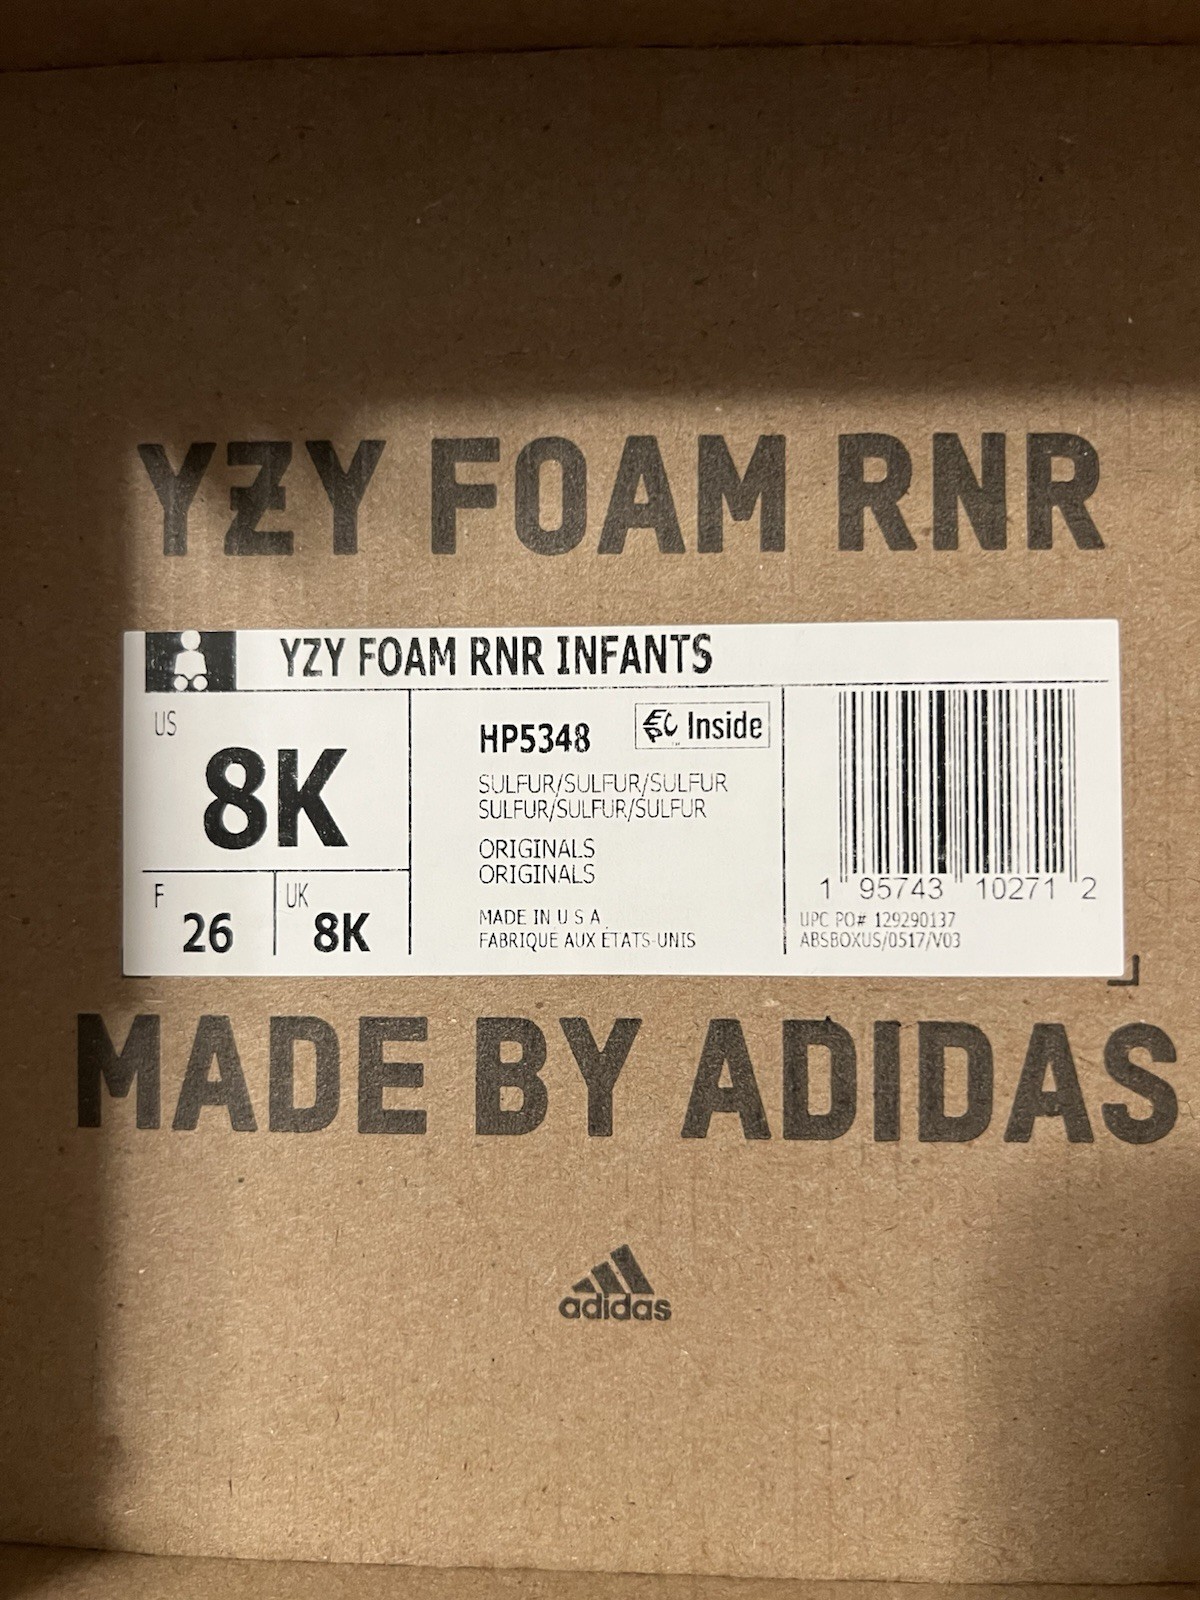 YZY FOAM RNR
YZY FOAM RNR INFANTS
US
8K
F
26
UK
8K
HP5348
EPC Inside
TM
SULFUR/SULFUR/SULFUR
SULFUR/SULFUR/SULFUR
ORIGINALS
ORIGINALS
MADE IN U S A
FABRIQUE AUX ÉTATS-UNIS
1 95743 10271 2
UPC PO# 129290137
ABSBOXUS/0517/V03
MADE BY ADIDAS
adidas